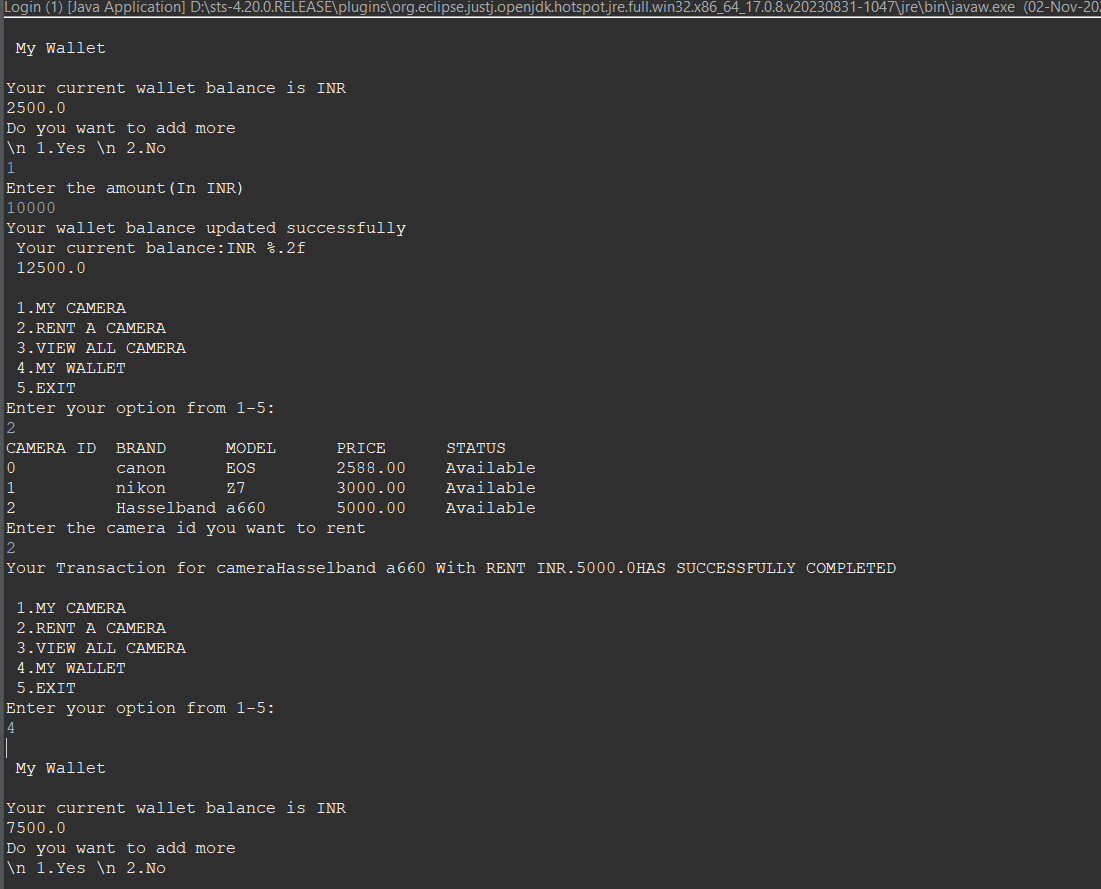 Login (1) [Java Application] D:\sts-4.20.0.RELEASE\plugins\org.eclipse.justj.openjdk.hotspot.jre.full.win32.x86_64_17.0.8.v20230831-1047\jre\bin\javaw.exe (02-Nov-202
My Wallet
Your current wallet balance is INR
2500.0
Do you want to add more
\n 1.Yes \n 2.No
1
Enter the amount(In INR)
10000
Your wallet balance updated successfully
Your current balance:INR %.2f
12500.0
1.MY CAMERA
2.RENT A CAMERA
3.VIEW ALL CAMERA
4.MY WALLET
5.EXIT
Enter your option from 1-5:
2
CAMERA ID BRAND MODEL PRICE STATUS
0 canon EOS 2588.00 Available
1 nikon Z7 3000.00 Available
2 Hasselband a660 5000.00 Available
Enter the camera id you want to rent
2
Your Transaction for cameraHasselband a660 With RENT INR.5000.0HAS SUCCESSFULLY COMPLETED
1.MY CAMERA
2.RENT A CAMERA
3.VIEW ALL CAMERA
4.MY WALLET
5.EXIT
Enter your option from 1-5:
4
My Wallet
Your current wallet balance is INR
7500.0
Do you want to add more
\n 1.Yes \n 2.No